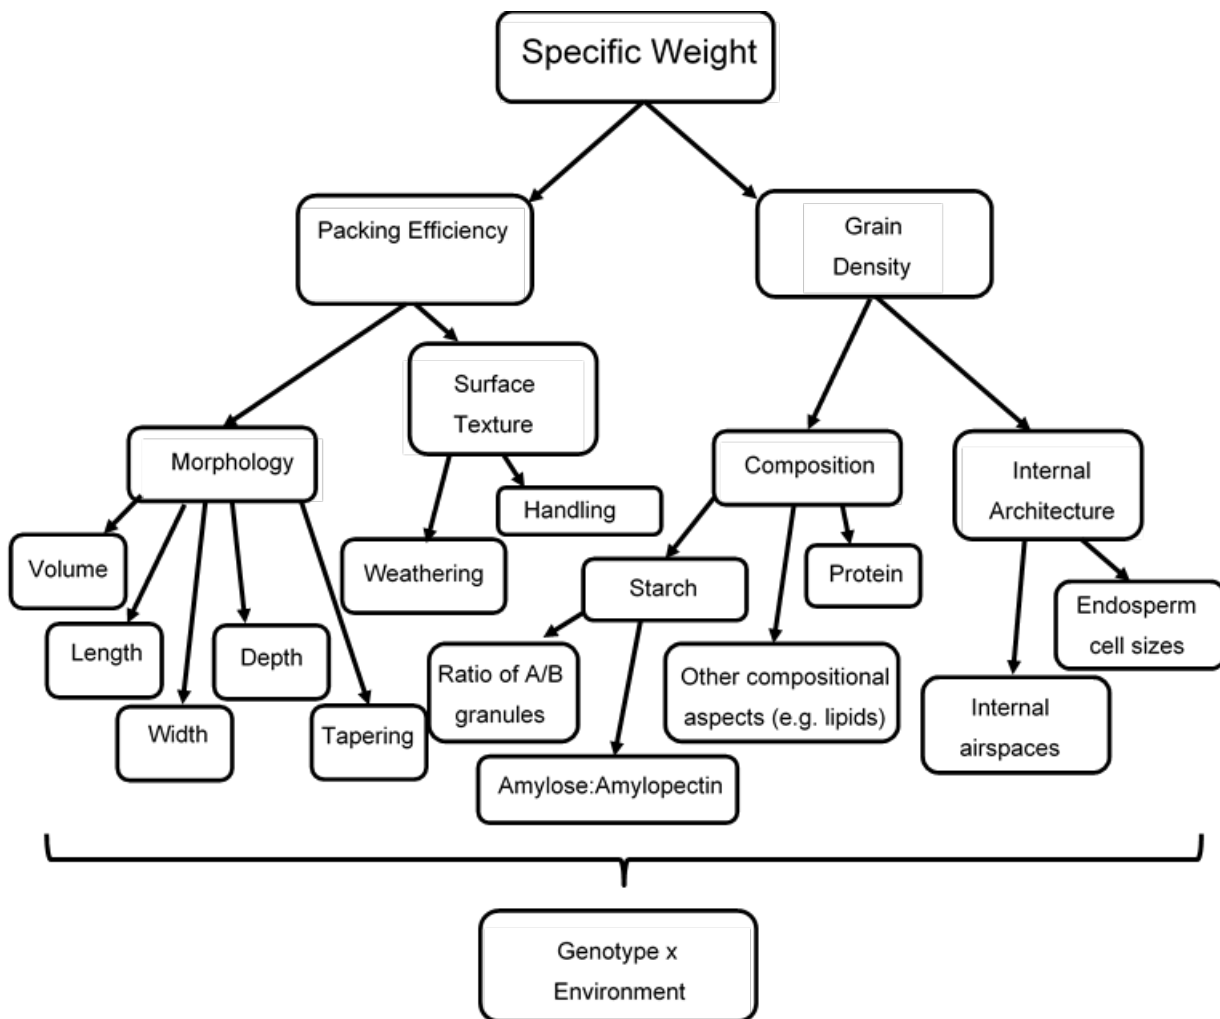 Specific Weight
Packing Efficiency
Grain
Density
Surface
Texture
Morphology
Composition
Internal
Architecture
Handling
Volume
Weathering
Starch
Protein
Endosperm
cell sizes
Length
Depth
Ratio of A/B
granules
Other compositional
aspects (e.g. lipids)
Internal
airspaces
Width
Tapering
Amylose:Amylopectin
Genotype x
Environment